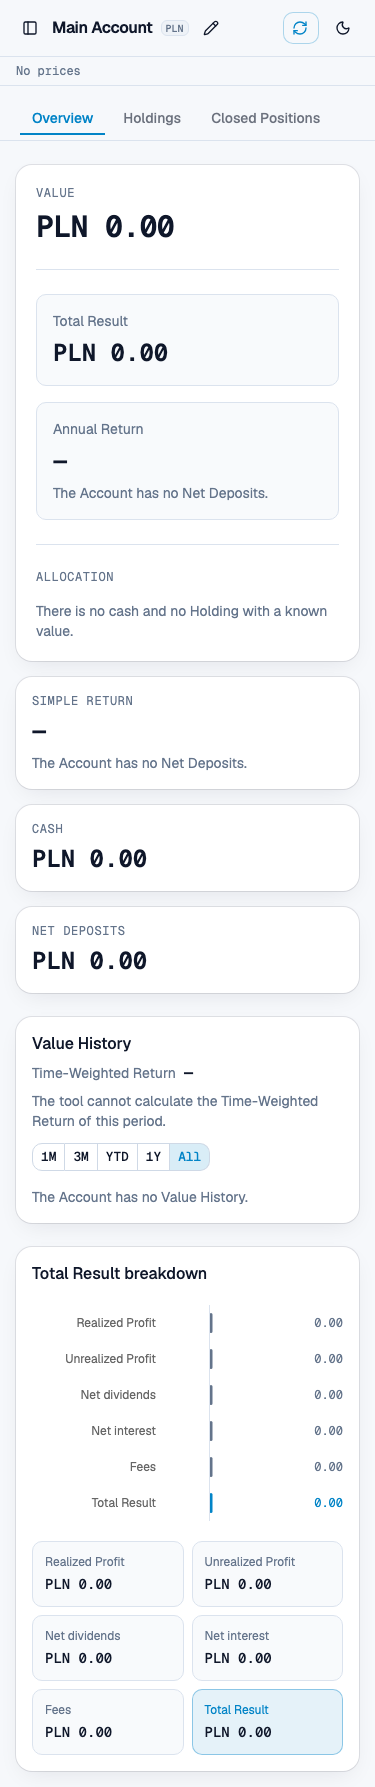 Main Account PLN
No prices
Overview Holdings Closed Positions
VALUE
PLN 0.00
Total Result
PLN 0.00
Annual Return
—
The Account has no Net Deposits.
ALLOCATION
There is no cash and no Holding with a known
value.
SIMPLE RETURN
—
The Account has no Net Deposits.
CASH
PLN 0.00
NET DEPOSITS
PLN 0.00
Value History
Time-Weighted Return —
The tool cannot calculate the Time-Weighted
Return of this period.
1M 3M YTD 1Y All
The Account has no Value History.
Total Result breakdown
Realized Profit 0.00
Unrealized Profit 0.00
Net dividends 0.00
Net interest 0.00
Fees 0.00
Total Result 0.00
Realized Profit Unrealized Profit
PLN 0.00 PLN 0.00
Net dividends Net interest
PLN 0.00 PLN 0.00
Fees Total Result
PLN 0.00 PLN 0.00